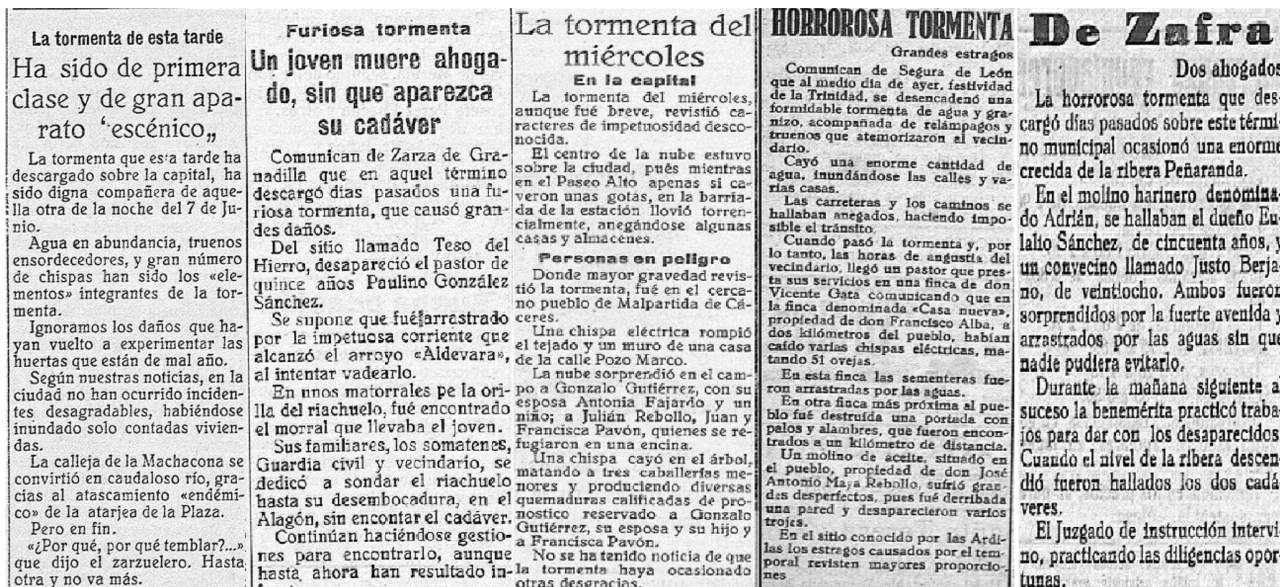 La tormenta de esta tarde
Ha sido de primera
clase y de gran apa-
rato ‘escénico„
La tormenta que esta tarde ha
descargado sobre la capital, ha
sido digna compañera de aque-
lla otra de la noche del 7 de Ju-
nio.
Agua en abundancia, truenos
ensordecedores, y gran número
de chispas han sido los «ele-
mentos» integrantes de la tor-
menta.
Ignoramos los daños que ha-
yan vuelto a experimentar las
huertas que están de mal año.
Según nuestras noticias, en la
ciudad no han ocurrido inciden
tes desagradables, habiéndose
inundado solo contadas vivien-
das.
La calleja de la Machacona se
convirtió en caudaloso río, gra-
cias al atascamiento «endémi-
co» de la atarjea de la Plaza.
Pero en fin.
«¿Por qué, por qué temblar?...»
que dijo el zarzuelero. Hasta
otra y no va más.
Furiosa tormenta
Un joven muere ahoga-
do, sin que aparezca
su cadáver
Comunican de Zarza de Gra-
nadilla que en aquel término
descargó días pasados una fu-
riosa tormenta, que causó gran-
des daños.
Del sitio llamado Teso del
Hierro, desapareció el pastor de
quince años Paulino González
Sánchez.
Se supone que fué arrastrado
por la impetuosa corriente que
alcanzó el arroyo «Aldevara»,
al intentar vadearlo.
En unos matorrales pe la ori-
lla del riachuelo, fué encontrado
el morral que llevaba el joven.
Sus familiares, los somatenes,
Guardia civil y vecindario, se
dedicó a sondar el riachuelo
hasta su desembocadura, en el
Alagón, sin encontar el cadáver.
Continúan haciéndose gestio-
nes para encontrarlo, aunque
hasta ahora han resultado in-
La tormenta del
miércoles
En la capital
La tormenta del miércoles,
aunque fué breve, revistió ca-
racteres de impetuosidad desco-
nocida.
El centro de la nube estuvo
sobre la ciudad, pués mientras
en el Paseo Alto apenas si ca-
yeron unas gotas, en la barria-
da de la estación llovió torren-
cialmente, anegándose algunas
casas y almacenes.
Personas en peligro
Donde mayor gravedad revis-
tió la tormenta, fué en el cerca-
no pueblo de Malpartida de Cá-
ceres.
Una chispa eléctrica rompió
el tejado y un muro de una casa
de la calle Pozo Marco.
La nube sorprendió en el cam-
po a Gonzalo Gutiérrez, con su
esposa Antonia Fajardo y un
niño; a Julián Rebollo, Juan y
Francisca Pavón, quienes se re-
fugiaron en una encina.
Una chispa cayó en el árbol,
matando a tres caballerías me-
nores y produciendo diversas
quemaduras calificadas de pro-
nostico reservado a Gonzalo
Gutiérrez, su esposa y su hijo y
a Francisca Pavón.
No se ha tenido noticia de que
la tormenta haya ocasionado
otras desgracias.
HORROROSA TORMENTA
Grandes estragos
Comunican de Segura de León
que al medio día de ayer, festividad
de la Trinidad, se desencadenó una
formidable tormenta de agua y gra-
nizo, acompañada de relámpagos y
truenos que atemorizaron el vecin-
dario.
Cayó una enorme cantidad de
agua, inundándose las calles y va-
rias casas.
Las carreteras y los caminos se
hallaban anegados, haciendo impo-
sible el tránsito.
Cuando pasó la tormenta y, por
lo tanto, las horas de angustia del
vecindario, llegó un pastor que pres-
ta sus servicios en una finca de don
Vicente Gata comunicando que en
la finca denominada «Casa nueva»,
propiedad de don Francisco Alba, a
dos kilómetros del pueblo, habían
caído varias chispas eléctricas, ma-
tando 51 ovejas.
En esta finca las sementeras fue-
ron arrastras por las aguas.
En otra finca más próxima al pue-
blo fué destruída una portada con
palos y alambres, que fueron encon-
trados a un kilómetro de distancia.
Un molino de aceite, situado en
el pueblo, propiedad de don José
Antonio Maya Rebollo, sufrió gran-
des desperfectos, pues fué derribada
una pared y desaparecieron varios
trojes.
En el sitio conocido por las Ardi-
las los estragos causados por el tem-
poral revisten mayores proporcio-
nes
De Zafra
Dos ahogados
La horrorosa tormenta que des-
cargó días pasados sobre este térmi-
no municipal ocasionó una enorme
crecida de la ribera Peñaranda.
En el molino harinero denomina-
do Adrián, se hallaban el dueño Eu
lalio Sánchez, de cincuenta años, y
un convecino llamado Justo Berja-
no, de veintiocho. Ambos fueron
sorprendidos por la fuerte avenida y
arrastrados por las aguas sin que
nadie pudiera evitarlo.
Durante la mañana siguiente al
suceso la benemérita practicó traba
jos para dar con los desaparecidos
Cuando el nivel de la ribera descen-
dió fueron hallados los dos cadá
veres.
El Juzgado de instrucción intervi-
no, practicando las diligencias opor
tunas.